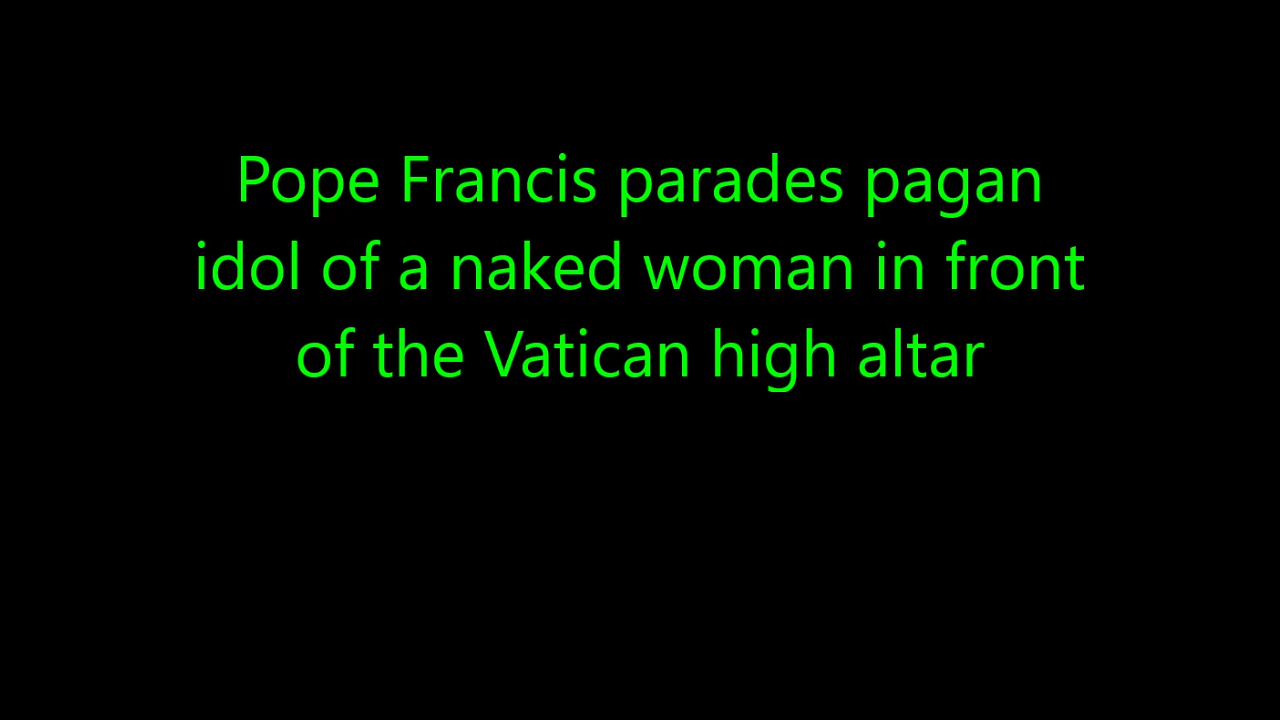 Pope Francis parades pagan
idol of a naked woman in front
of the Vatican high altar